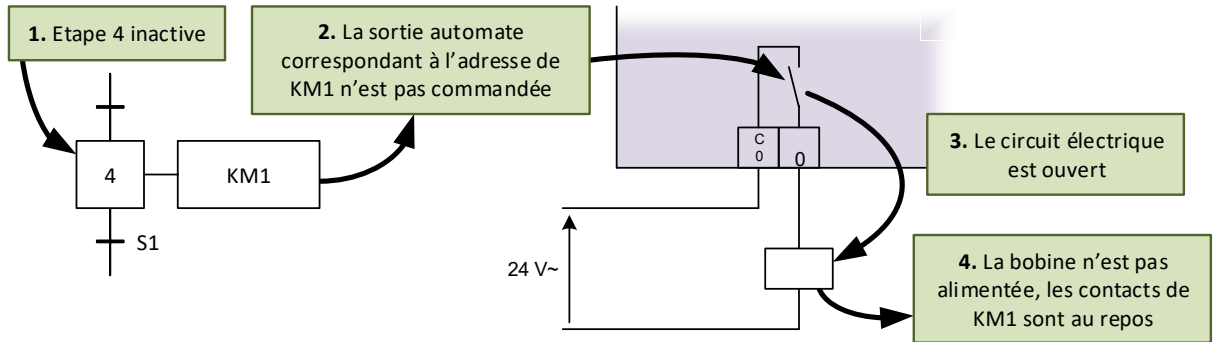 1. Etape 4 inactive
2. La sortie automate
correspondant à l’adresse de
KM1 n’est pas commandée
4
KM1
S1
C
0
0
24 V~
3. Le circuit électrique
est ouvert
4. La bobine n’est pas
alimentée, les contacts de
KM1 sont au repos